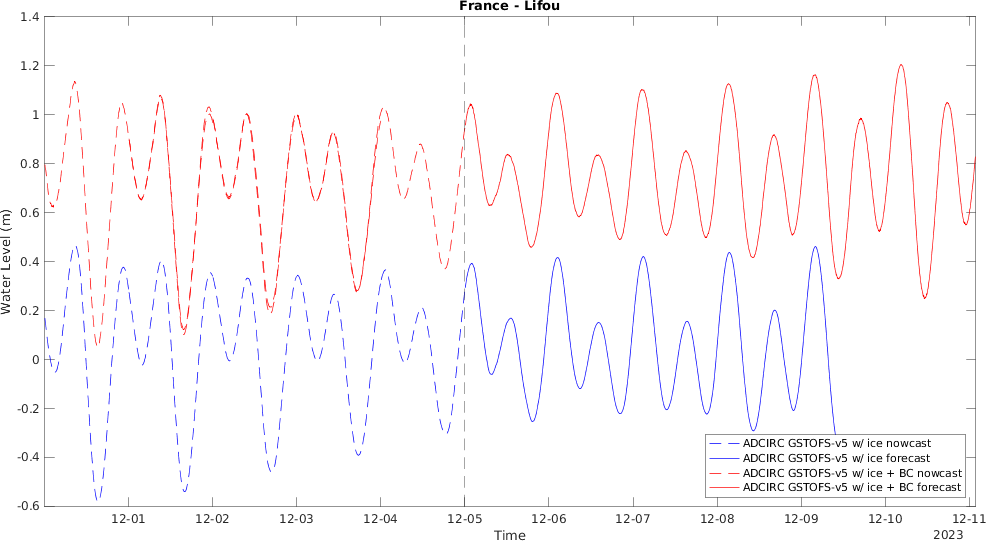 France - Lifou
1.4
1.2
1
0.8
0.6
0.4
0.2
0
-0.2
-0.4
-0.6
Water Level (m)
ADCIRC GSTOFS-v5 w/ ice nowcast
ADCIRC GSTOFS-v5 w/ ice forecast
ADCIRC GSTOFS-v5 w/ ice + BC nowcast
ADCIRC GSTOFS-v5 w/ ice + BC forecast
12-01 12-02 12-03 12-04 12-05 12-06 12-07 12-08 12-09 12-10 12-11
Time
2023